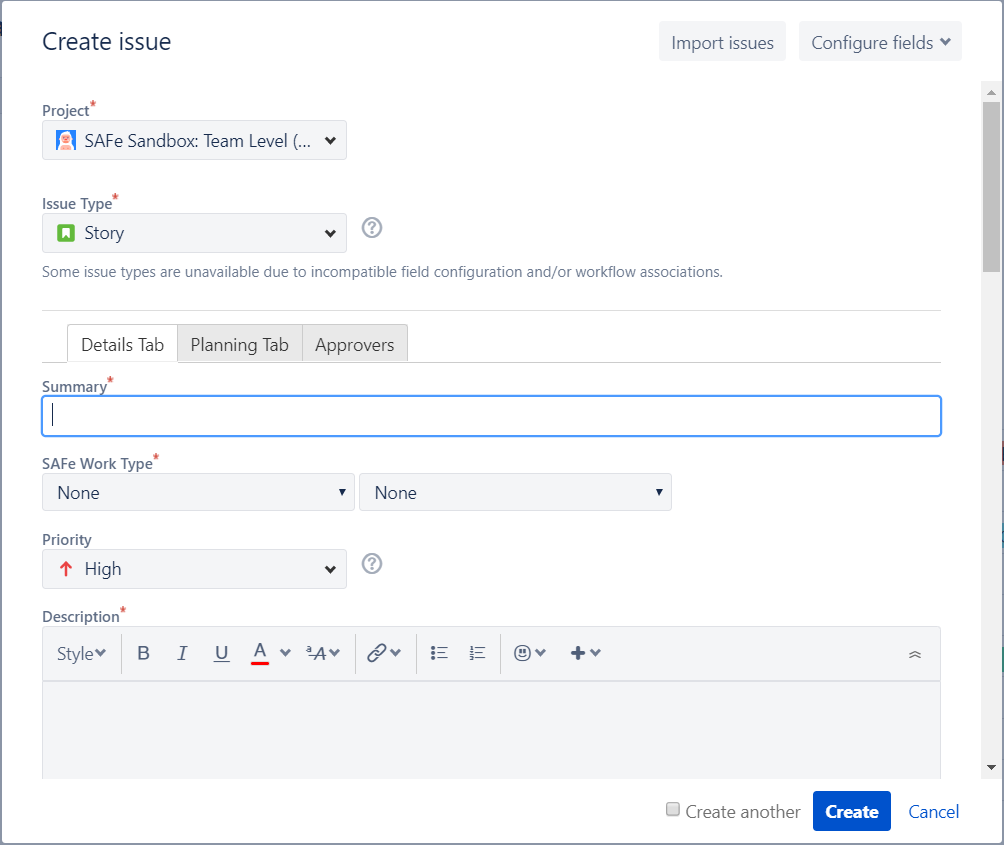 Create issue
Import issues
Configure fields
Project*
SAFe Sandbox: Team Level (...
Issue Type*
Story
Some issue types are unavailable due to incompatible field configuration and/or workflow associations.
Details Tab
Planning Tab
Approvers
Summary*
SAFe Work Type*
None
None
Priority
High
Description*
Style
B I U A ªA
Create another
Create
Cancel